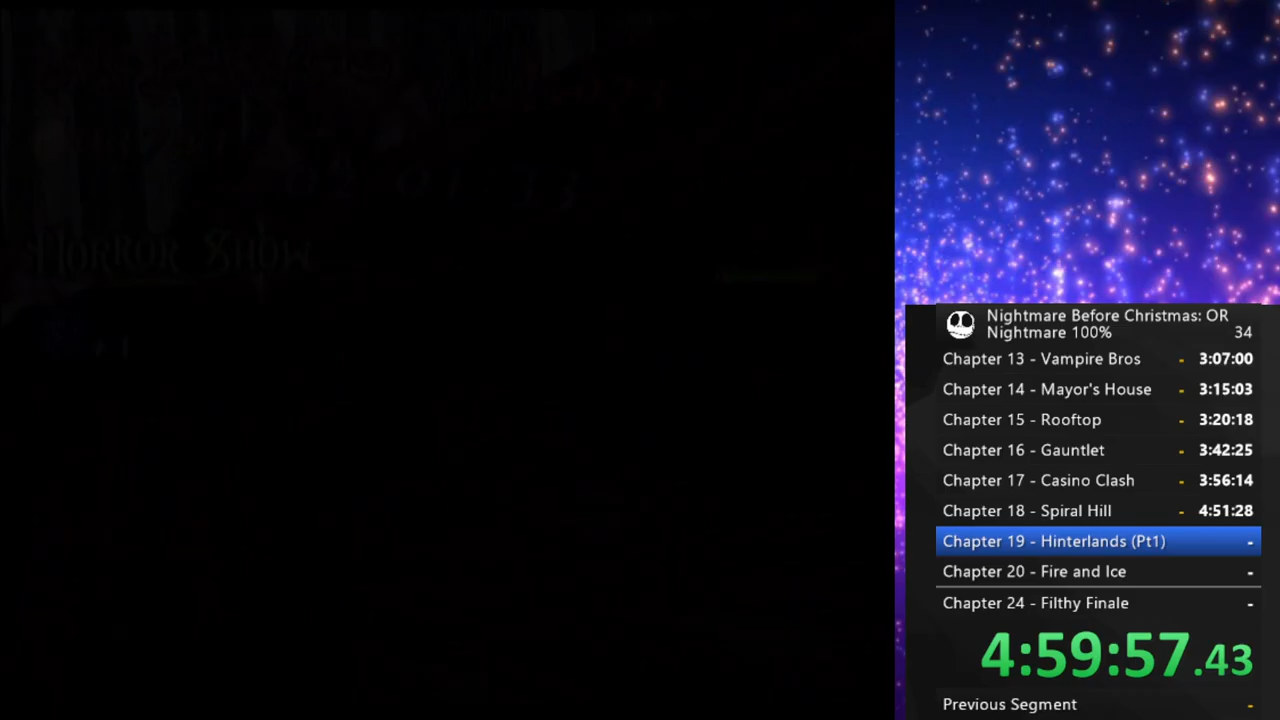 HORROR SHOW
Nightmare Before Christmas: OR
Nightmare 100% 34
Chapter 13 - Vampire Bros - 3:07:00
Chapter 14 - Mayor's House - 3:15:03
Chapter 15 - Rooftop - 3:20:18
Chapter 16 - Gauntlet - 3:42:25
Chapter 17 - Casino Clash - 3:56:14
Chapter 18 - Spiral Hill - 4:51:28
Chapter 19 - Hinterlands (Pt1) -
Chapter 20 - Fire and Ice -
Chapter 24 - Filthy Finale -
4:59:57.43
Previous Segment -